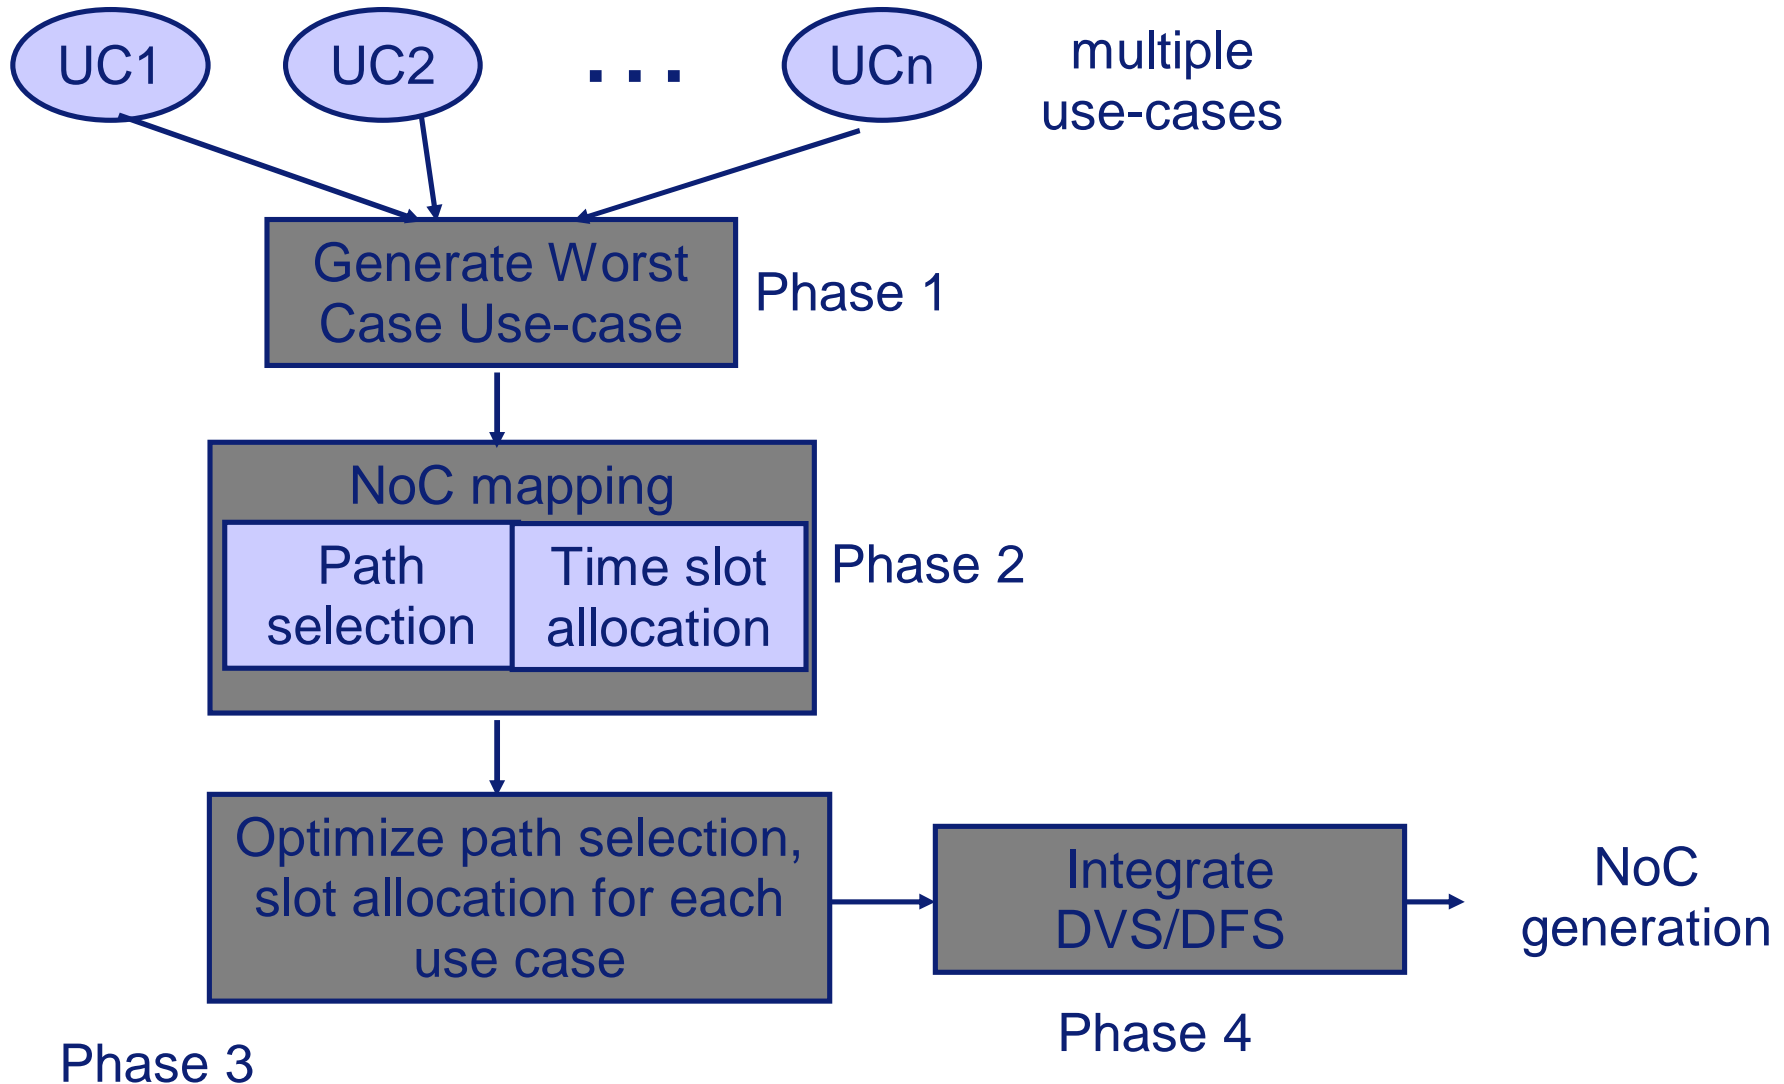 UC1
UC2
...
UCn
multiple
use-cases
Generate Worst
Case Use-case
Phase 1
NoC mapping
Path
selection
Time slot
allocation
Phase 2
Optimize path selection,
slot allocation for each
use case
Phase 3
Integrate
DVS/DFS
Phase 4
NoC
generation